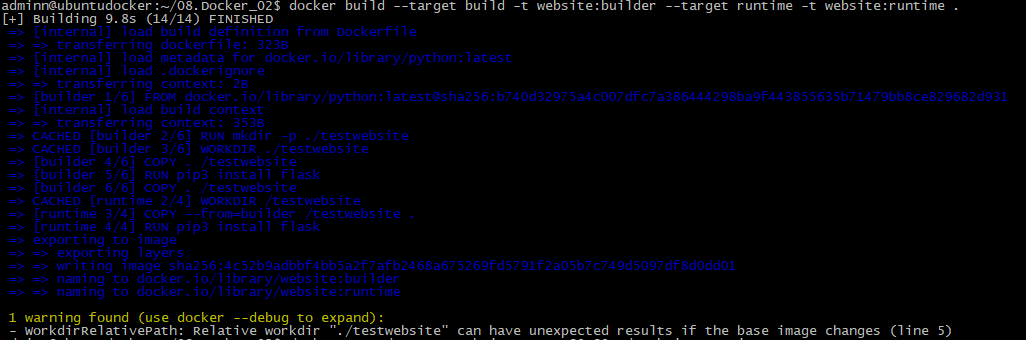 adminn@ubuntudocker:~/08.Docker_02$ docker build --target build -t website:builder --target runtime -t website:runtime .
[+] Building 9.8s (14/14) FINISHED
=> [internal] load build definition from Dockerfile
=> => transferring dockerfile: 323B
=> [internal] load metadata for docker.io/library/python:latest
=> [internal] load .dockerignore
=> => transferring context: 2B
=> [builder 1/6] FROM docker.io/library/python:latest@sha256:b740d32975a4c007dfc7a386444298ba9f443855635b71479bb8ce829682d931
=> [internal] load build context
=> => transferring context: 353B
=> CACHED [builder 2/6] RUN mkdir -p ./testwebsite
=> CACHED [builder 3/6] WORKDIR ./testwebsite
=> [builder 4/6] COPY . /testwebsite
=> [builder 5/6] RUN pip3 install flask
=> [builder 6/6] COPY . /testwebsite
=> CACHED [runtime 2/4] WORKDIR /testwebsite
=> [runtime 3/4] COPY --from=builder /testwebsite .
=> [runtime 4/4] RUN pip3 install flask
=> exporting to image
=> => exporting layers
=> => writing image sha256:4c52b9adbbf4bb5a2f7afb2468a675269fd5791f2a05b7c749d5097df8d0dd01
=> => naming to docker.io/library/website:builder
=> => naming to docker.io/library/website:runtime
1 warning found (use docker --debug to expand):
- WorkdirRelativePath: Relative workdir "./testwebsite" can have unexpected results if the base image changes (line 5)